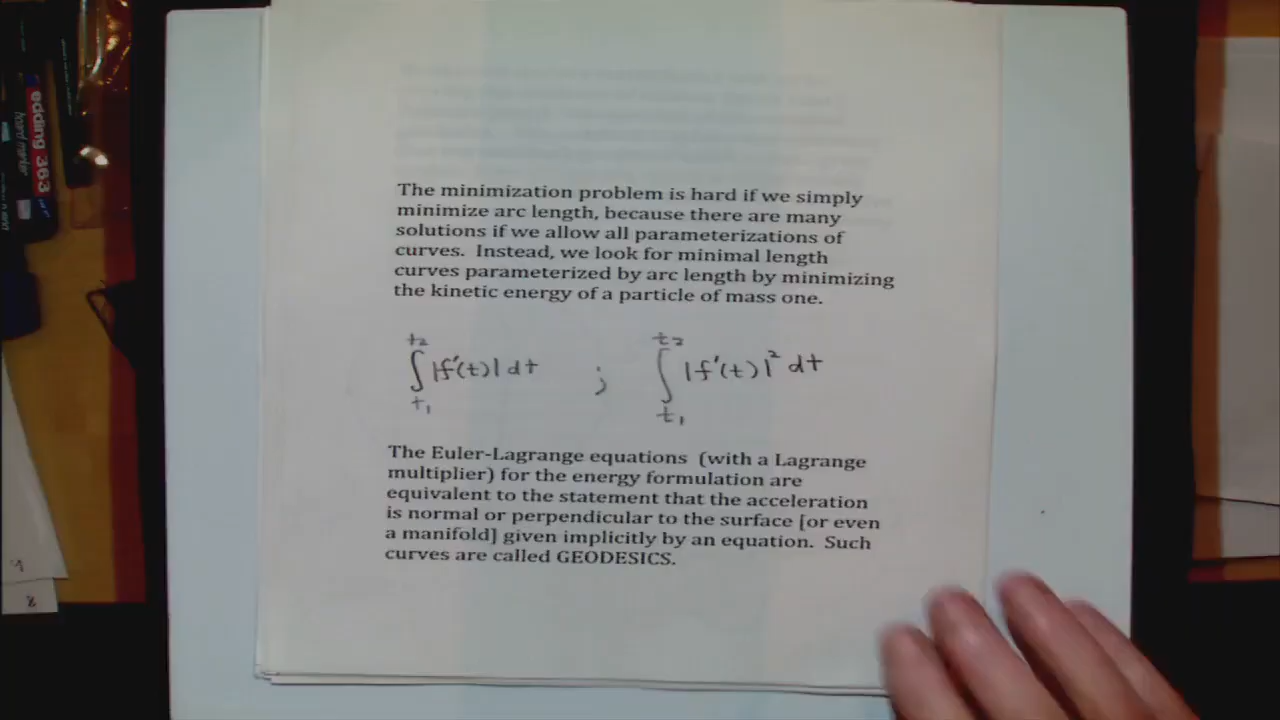 The minimization problem is hard if we simply
minimize arc length, because there are many
solutions if we allow all parameterizations of
curves. Instead, we look for minimal length
curves parameterized by arc length by minimizing
the kinetic energy of a particle of mass one.
∫_{t₁}^{t₂} |f'(t)| dt ; ∫_{t₁}^{t₂} |f'(t)|² dt
The Euler-Lagrange equations (with a Lagrange
multiplier) for the energy formulation are
equivalent to the statement that the acceleration
is normal or perpendicular to the surface [or even
a manifold] given implicitly by an equation. Such
curves are called GEODESICS.
edding 363
8